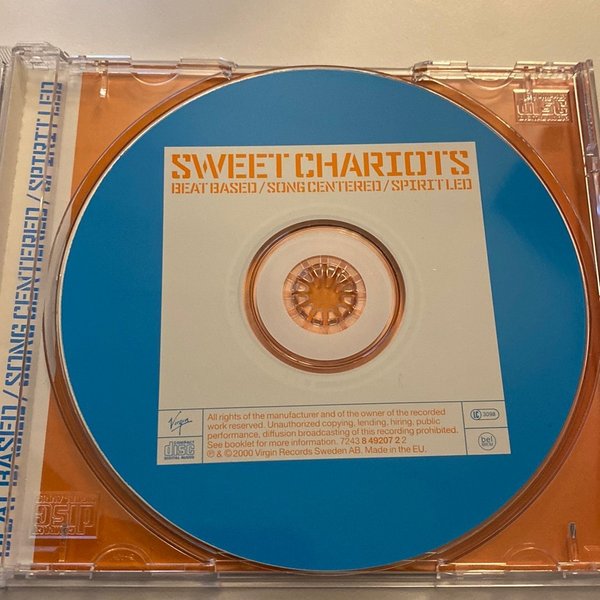 SWEET CHARIOTS
BEAT BASED / SONG CENTERED / SPIRIT LED
Virgin
COMPACT
disc
DIGITAL AUDIO
All rights of the manufacturer and of the owner of the recorded
work reserved. Unauthorized copying, lending, hiring, public
performance, diffusion broadcasting of this recording prohibited.
See booklet for more information. 7243 8 49207 2 2
℗ & © 2000 Virgin Records Sweden AB. Made in the EU.
LC 3098
bel
BEAT BASED / SONG CENTERED / SPIRIT LED